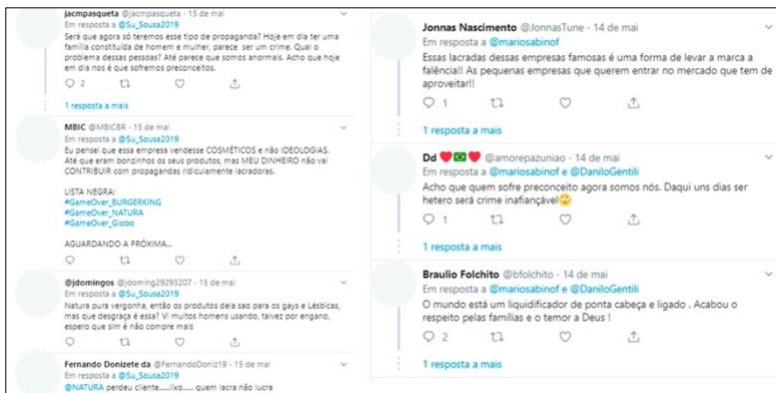 jacmpasqueta @jacmpasqueta - 15 de mai
Em resposta a @Su_Sousa2019
Será que agora só teremos esse tipo de propaganda? Hoje em dia ter uma
família constituída de homem e mulher, parece ser um crime. Qual o
problema dessas pessoas? Até parece que somos anormais. Acho que hoje
em dia nos é que sofremos preconceitos.
2
1 resposta a mais
MBIC @MBICBR - 15 de mai
Em resposta a @Su_Sousa2019
Eu pensei que essa empresa vendesse COSMÉTICOS e não IDEOLOGIAS.
Até que eram bonzinhos os seus produtos, mas MEU DINHEIRO não vai
CONTRIBUIR com propagandas ridiculamente lacradoras.
LISTA NEGRA:
#GameOver_BURGERKING
#GameOver_NATURA
#GameOver_Globo
AGUARDANDO A PRÓXIMA...
@jdomingos @jdoming29293207 - 15 de mai
Em resposta a @Su_Sousa2019
Natura pura vergonha, então os produtos dela sao para os gays e Lésbicas,
mas que desgraça é essa? Vi muitos homens usando, talvez por engano,
espero que sim é não compre mais
Fernando Donizete da @FernandoDoniz19 - 15 de mai
Em resposta a @Su_Sousa2019
@NATURA perdeu cliente.....lixo..... quem lacra não lucra
Jonnas Nascimento @JonnasTune - 14 de mai
Em resposta a @mariosabinof
Essas lacradas dessas empresas famosas é uma forma de levar a marca a
falência!! As pequenas empresas que querem entrar no mercado que tem de
aproveitar!!
1
1 resposta a mais
Dd ❤️🇧🇷❤️ @amorepazuniao - 14 de mai
Em resposta a @mariosabinof e @DaniloGentili
Acho que quem sofre preconceito agora somos nós. Daqui uns dias ser
hetero será crime inafiançável🙄
1
1 resposta a mais
Braulio Folchito @bfolchito - 14 de mai
Em resposta a @mariosabinof e @DaniloGentili
O mundo está um liquidificador de ponta cabeça e ligado . Acabou o
respeito pelas famílias e o temor a Deus !
2
1 resposta a mais